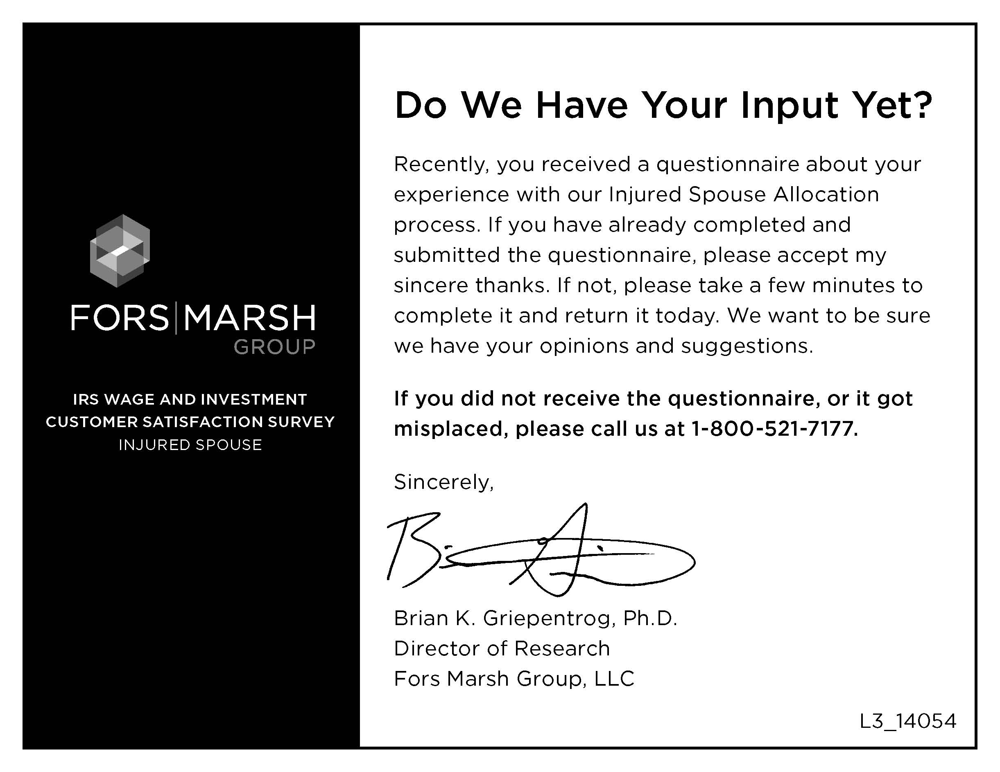 FORS|MARSH
GROUP
IRS WAGE AND INVESTMENT
CUSTOMER SATISFACTION SURVEY
INJURED SPOUSE
Do We Have Your Input Yet?
Recently, you received a questionnaire about your
experience with our Injured Spouse Allocation
process. If you have already completed and
submitted the questionnaire, please accept my
sincere thanks. If not, please take a few minutes to
complete it and return it today. We want to be sure
we have your opinions and suggestions.
If you did not receive the questionnaire, or it got
misplaced, please call us at 1-800-521-7177.
Sincerely,
Brian K. Griepentrog, Ph.D.
Director of Research
Fors Marsh Group, LLC
L3_14054